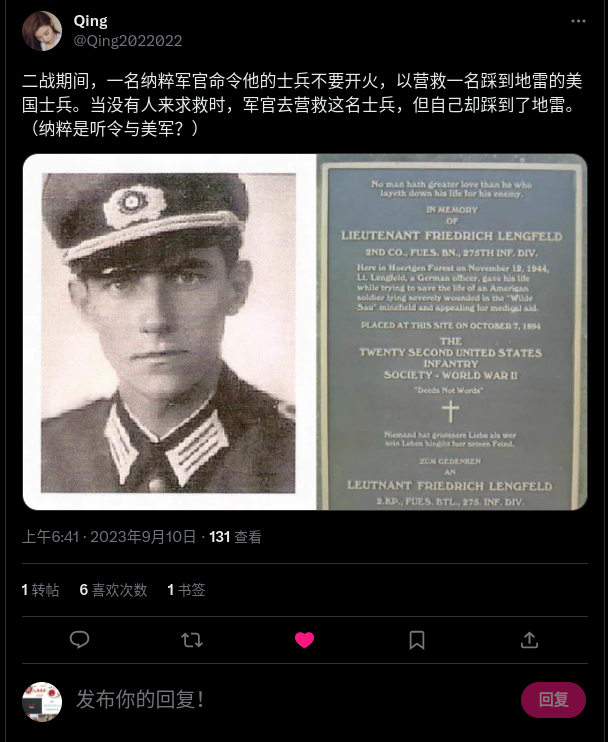 Qing
@Qing2022022
二战期间，一名纳粹军官命令他的士兵不要开火，以营救一名踩到地雷的美
国士兵。当没有人来求救时，军官去营救这名士兵，但自己却踩到了地雷。
（纳粹是听令与美军？）
No man hath greater love than he who
layeth down his life for his enemy.
IN MEMORY
OF
LIEUTENANT FRIEDRICH LENGFELD
2ND CO., FUES. BN., 275TH INF. DIV.
Here in Huertgen Forest on November 12, 1944,
Lt. Lengfeld, a German officer, gave his life
while trying to save the life of an American
soldier lying severely wounded in the "Wilde
Sau" minefield and appealing for medical aid.
PLACED AT THIS SITE ON OCTOBER 7, 1994
THE
TWENTY SECOND UNITED STATES
INFANTRY
SOCIETY - WORLD WAR II
"Deeds Not Words"
Niemand hat groessere Liebe als wer
sein Leben hingibt fuer seinen Feind.
ZUM GEDENKEN
AN
LEUTNANT FRIEDRICH LENGFELD
2.KP., FUES. BTL., 275. INF. DIV.
上午6:41 · 2023年9月10日 · 131 查看
1 转帖 6 喜欢次数 1 书签
发布你的回复！
回复